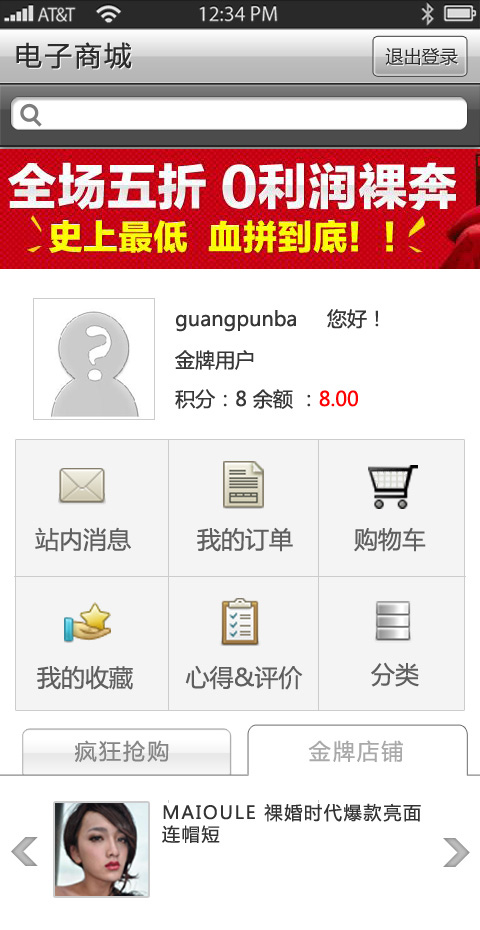 AT&T 12:34 PM
电子商城
退出登录
全场五折 0利润裸奔
史上最低 血拼到底！！
guangpunba 您好！
金牌用户
积分：8 余额 ：8.00
站内消息 我的订单 购物车
我的收藏 心得&评价 分类
疯狂抢购 金牌店铺
MAIOULE 裸婚时代爆款亮面
连帽短